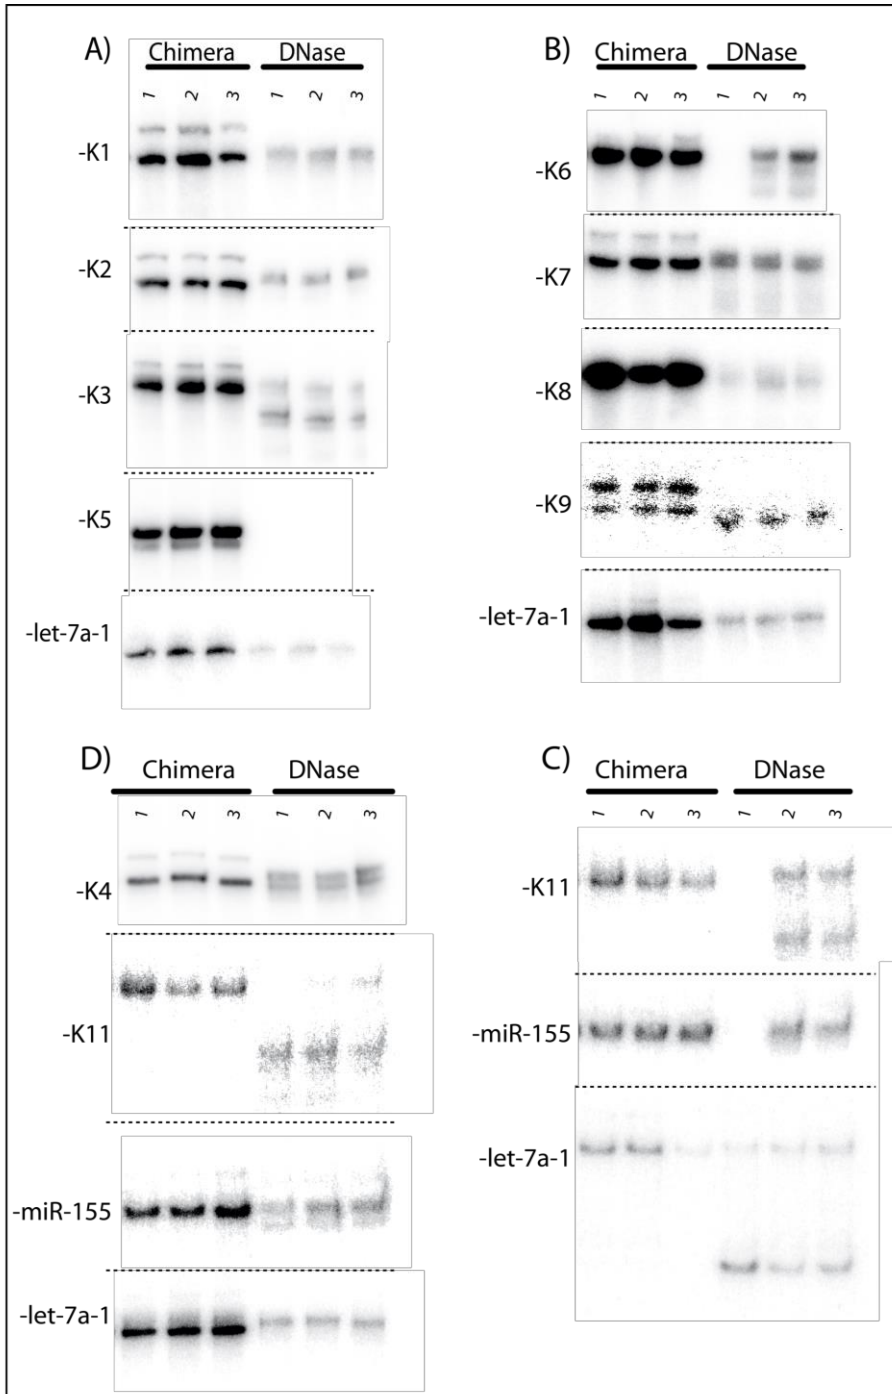 A)
Chimera DNase
1 2 3 1 2 3
-K1
-K2
-K3
-K5
-let-7a-1
B)
Chimera DNase
1 2 3 1 2 3
-K6
-K7
-K8
-K9
-let-7a-1
D)
Chimera DNase
1 2 3 1 2 3
-K4
-K11
-miR-155
-let-7a-1
C)
Chimera DNase
1 2 3 1 2 3
-K11
-miR-155
-let-7a-1